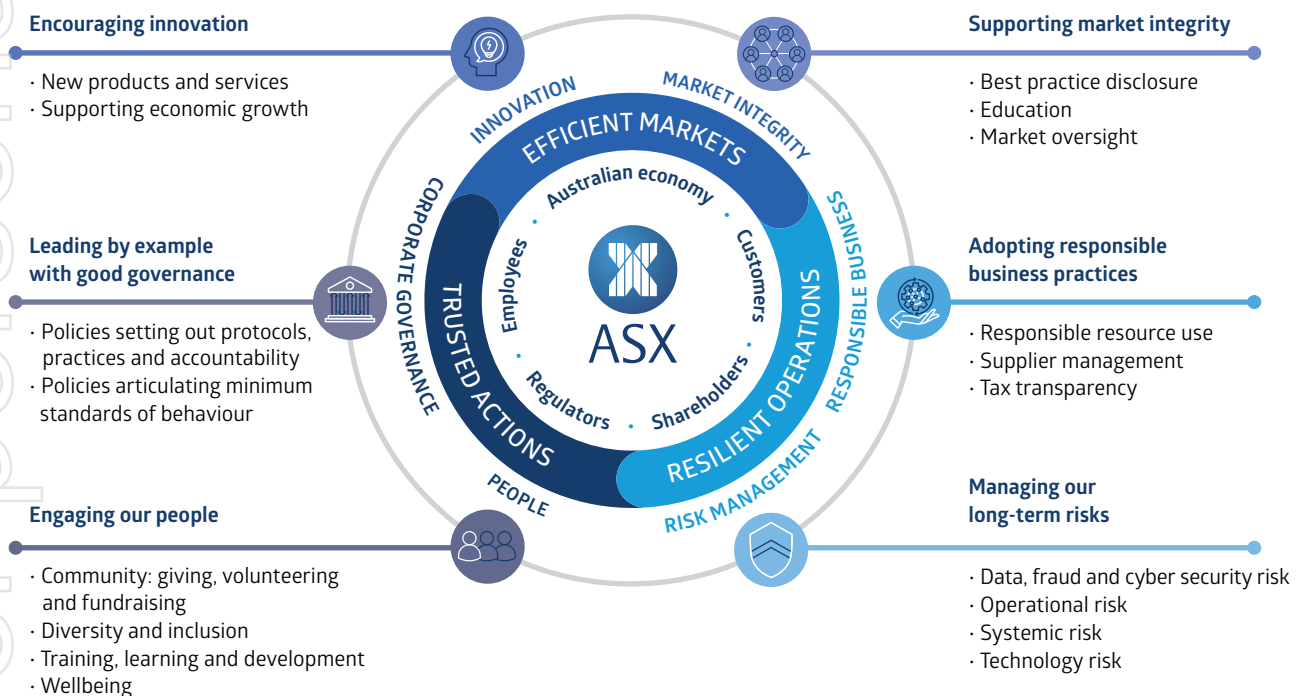 Encouraging innovation
· New products and services
· Supporting economic growth
Supporting market integrity
· Best practice disclosure
· Education
· Market oversight
Leading by example
with good governance
· Policies setting out protocols,
practices and accountability
· Policies articulating minimum
standards of behaviour
Adopting responsible
business practices
· Responsible resource use
· Supplier management
· Tax transparency
Engaging our people
· Community: giving, volunteering
and fundraising
· Diversity and inclusion
· Training, learning and development
· Wellbeing
Managing our
long-term risks
· Data, fraud and cyber security risk
· Operational risk
· Systemic risk
· Technology risk
INNOVATION
MARKET INTEGRITY
RESPONSIBLE BUSINESS
RISK MANAGEMENT
PEOPLE
CORPORATE GOVERNANCE
EFFICIENT MARKETS
RESILIENT OPERATIONS
TRUSTED ACTIONS
Australian economy
Customers
Shareholders
Regulators
Employees
ASX